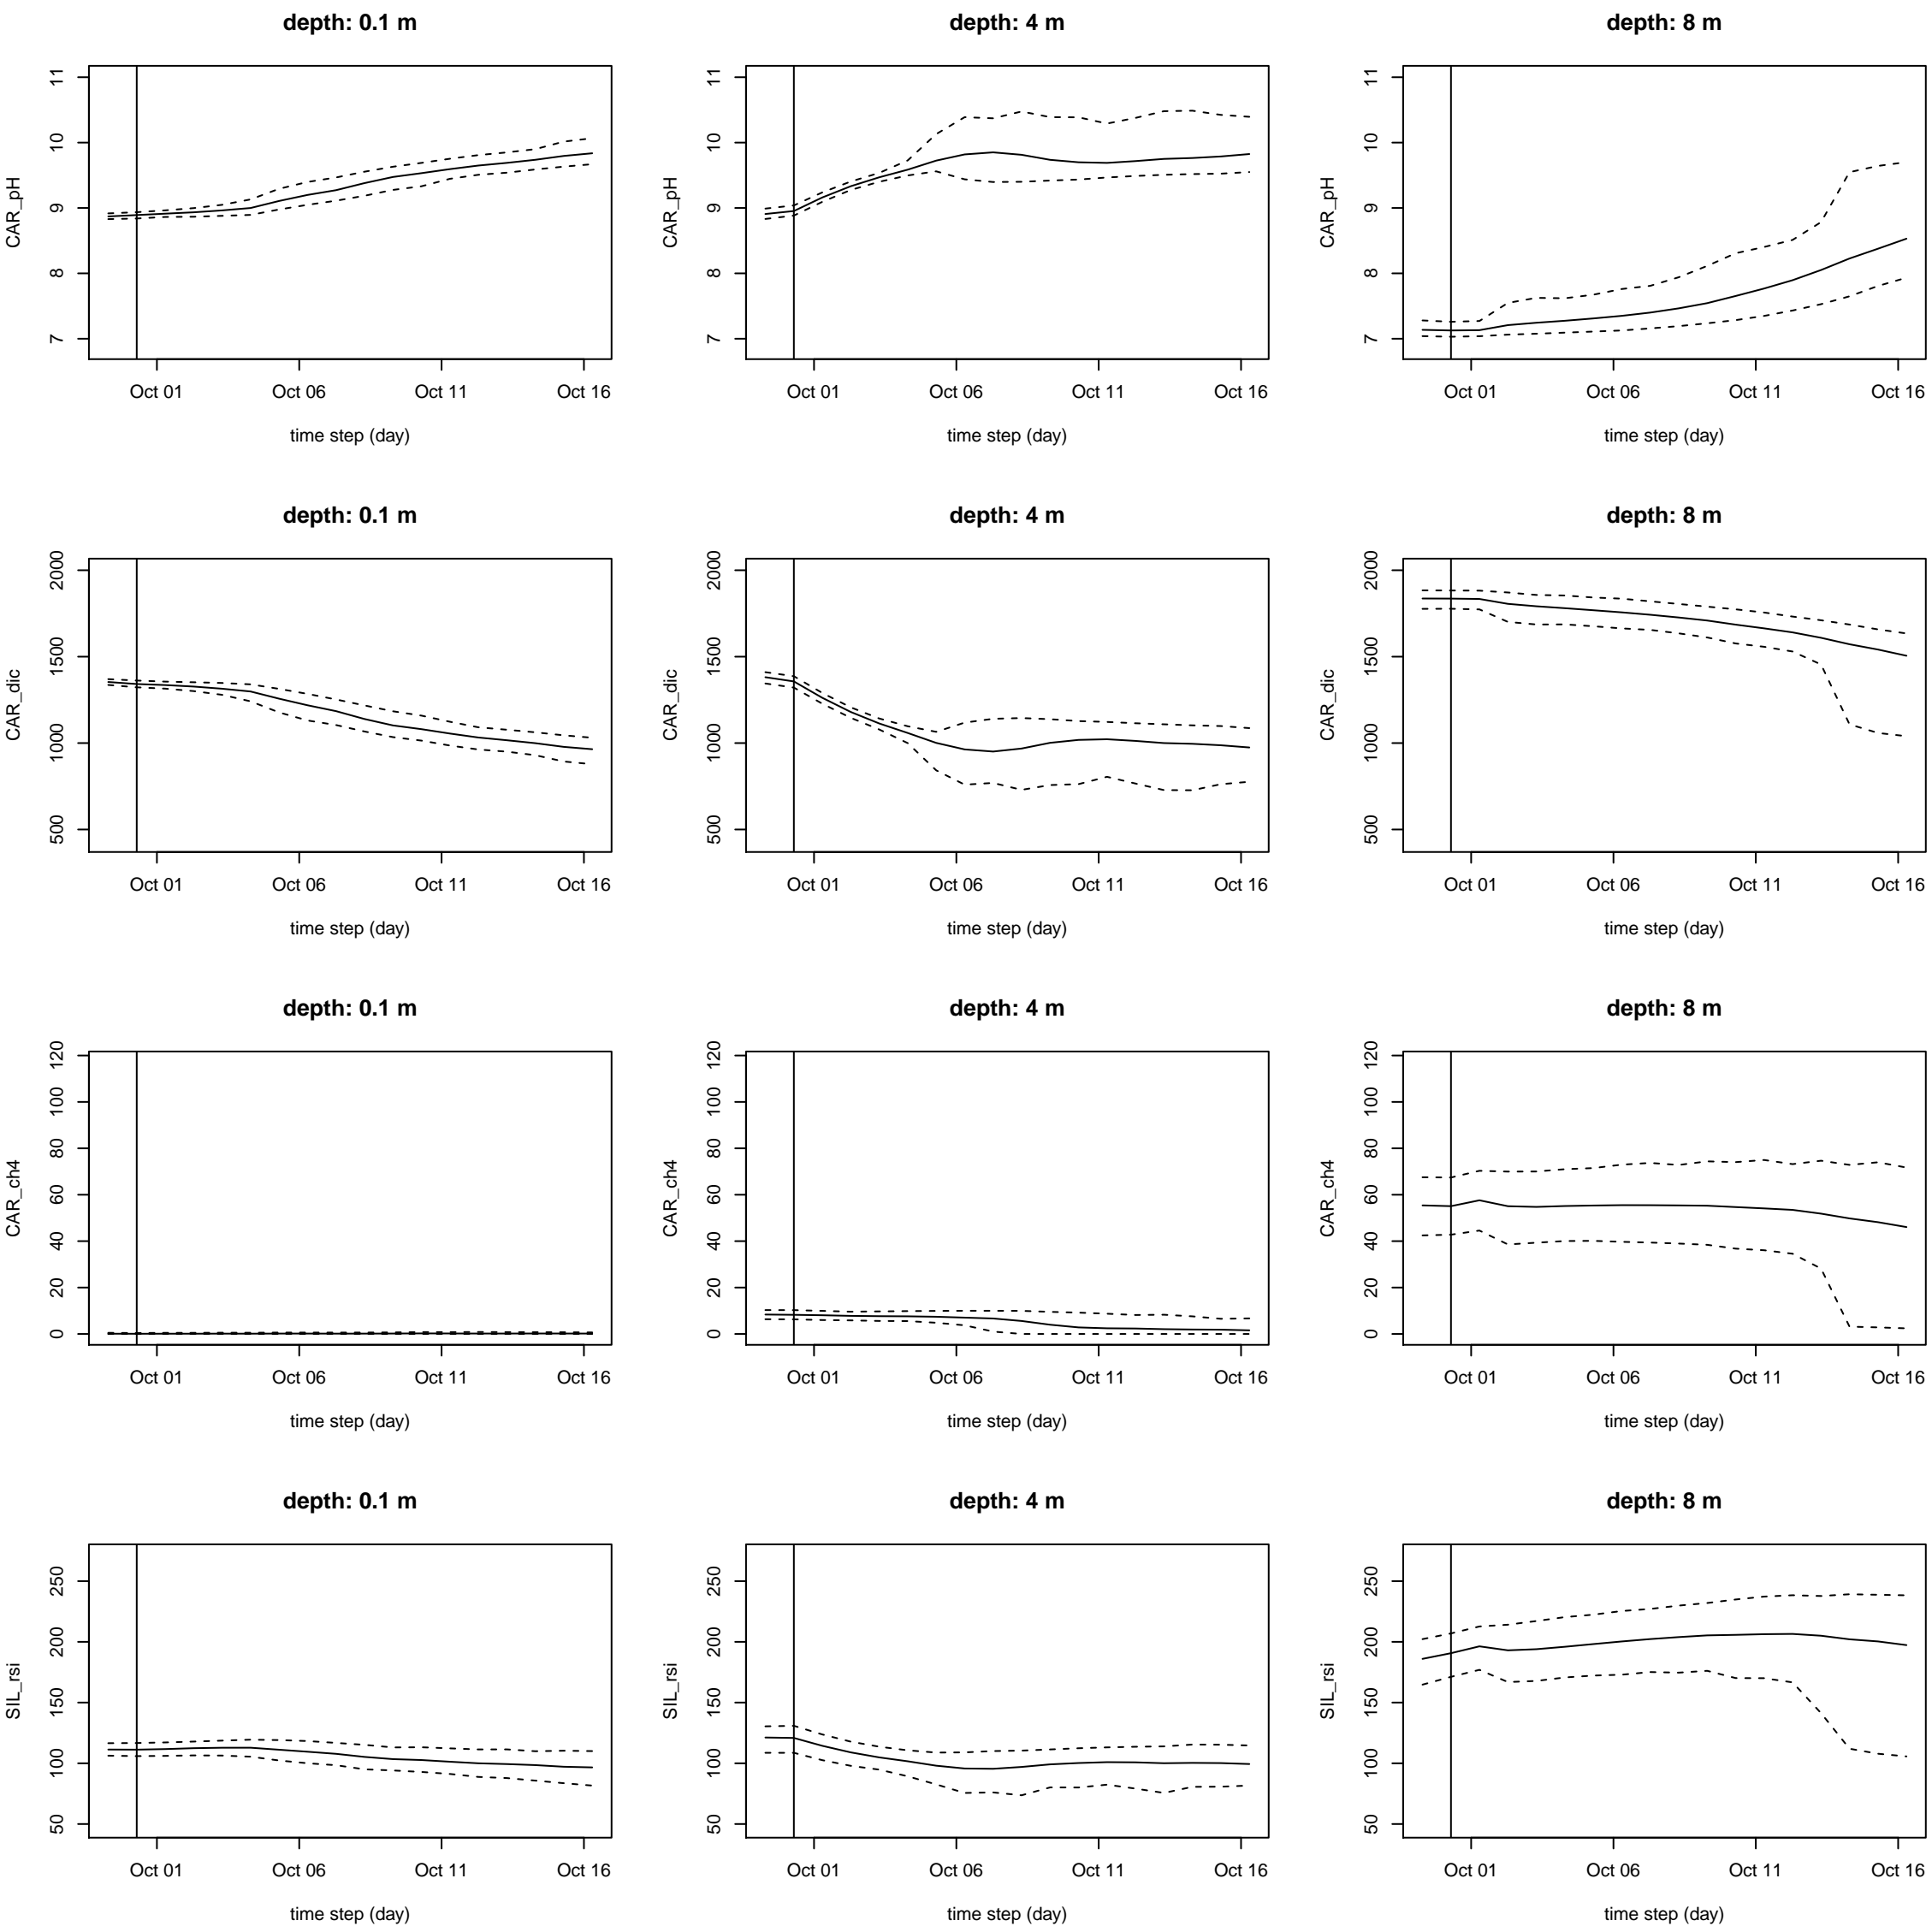 depth: 0.1 m
depth: 4 m
depth: 8 m
CAR_pH
7 8 9 10 11
Oct 01 Oct 06 Oct 11 Oct 16
time step (day)
CAR_pH
7 8 9 10 11
Oct 01 Oct 06 Oct 11 Oct 16
time step (day)
CAR_pH
7 8 9 10 11
Oct 01 Oct 06 Oct 11 Oct 16
time step (day)
depth: 0.1 m
depth: 4 m
depth: 8 m
CAR_dic
500 1000 1500 2000
Oct 01 Oct 06 Oct 11 Oct 16
time step (day)
CAR_dic
500 1000 1500 2000
Oct 01 Oct 06 Oct 11 Oct 16
time step (day)
CAR_dic
500 1000 1500 2000
Oct 01 Oct 06 Oct 11 Oct 16
time step (day)
depth: 0.1 m
depth: 4 m
depth: 8 m
CAR_ch4
0 20 40 60 80 100 120
Oct 01 Oct 06 Oct 11 Oct 16
time step (day)
CAR_ch4
0 20 40 60 80 100 120
Oct 01 Oct 06 Oct 11 Oct 16
time step (day)
CAR_ch4
0 20 40 60 80 100 120
Oct 01 Oct 06 Oct 11 Oct 16
time step (day)
depth: 0.1 m
depth: 4 m
depth: 8 m
SIL_rsi
50 100 150 200 250
Oct 01 Oct 06 Oct 11 Oct 16
time step (day)
SIL_rsi
50 100 150 200 250
Oct 01 Oct 06 Oct 11 Oct 16
time step (day)
SIL_rsi
50 100 150 200 250
Oct 01 Oct 06 Oct 11 Oct 16
time step (day)